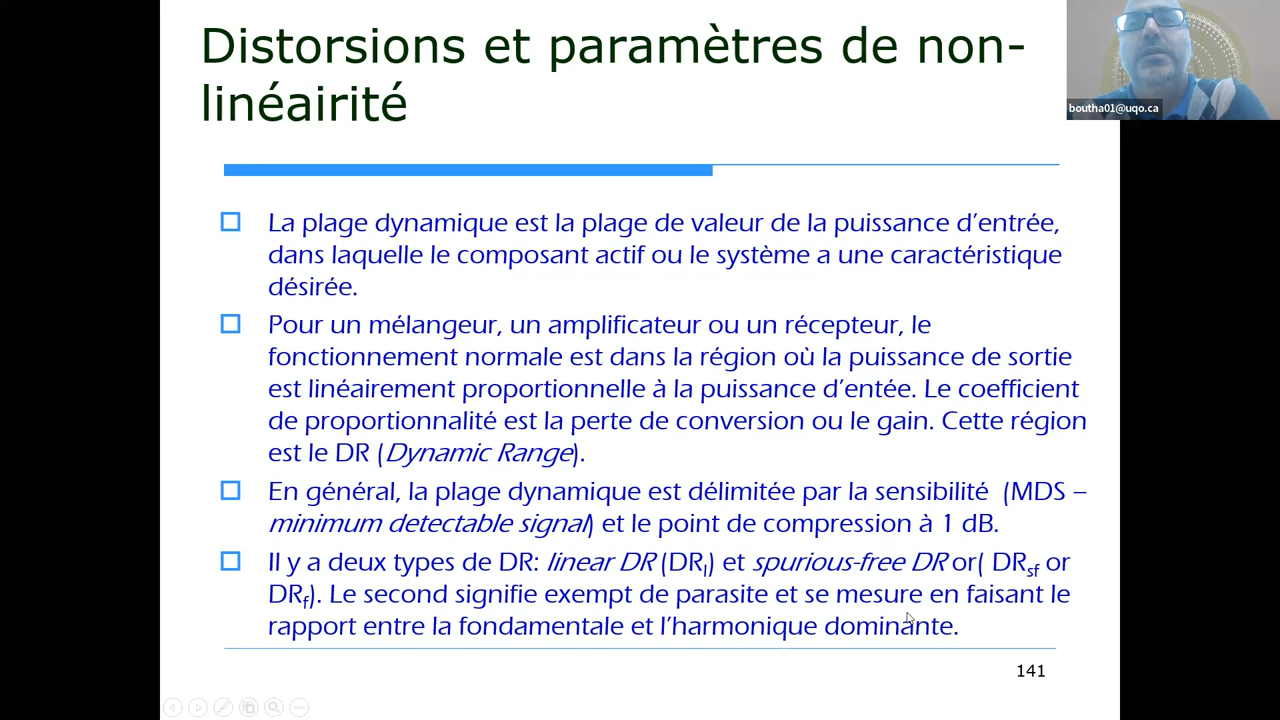 Distorsions et paramètres de non-
linéairité
boutha01@uqo.ca
La plage dynamique est la plage de valeur de la puissance d’entrée,
dans laquelle le composant actif ou le système a une caractéristique
désirée.
Pour un mélangeur, un amplificateur ou un récepteur, le
fonctionnement normale est dans la région où la puissance de sortie
est linéairement proportionnelle à la puissance d’entée. Le coefficient
de proportionnalité est la perte de conversion ou le gain. Cette région
est le DR (Dynamic Range).
En général, la plage dynamique est délimitée par la sensibilité (MDS –
minimum detectable signal) et le point de compression à 1 dB.
Il y a deux types de DR: linear DR (DRl) et spurious-free DR or( DRsf or
DRf). Le second signifie exempt de parasite et se mesure en faisant le
rapport entre la fondamentale et l’harmonique dominante.
141